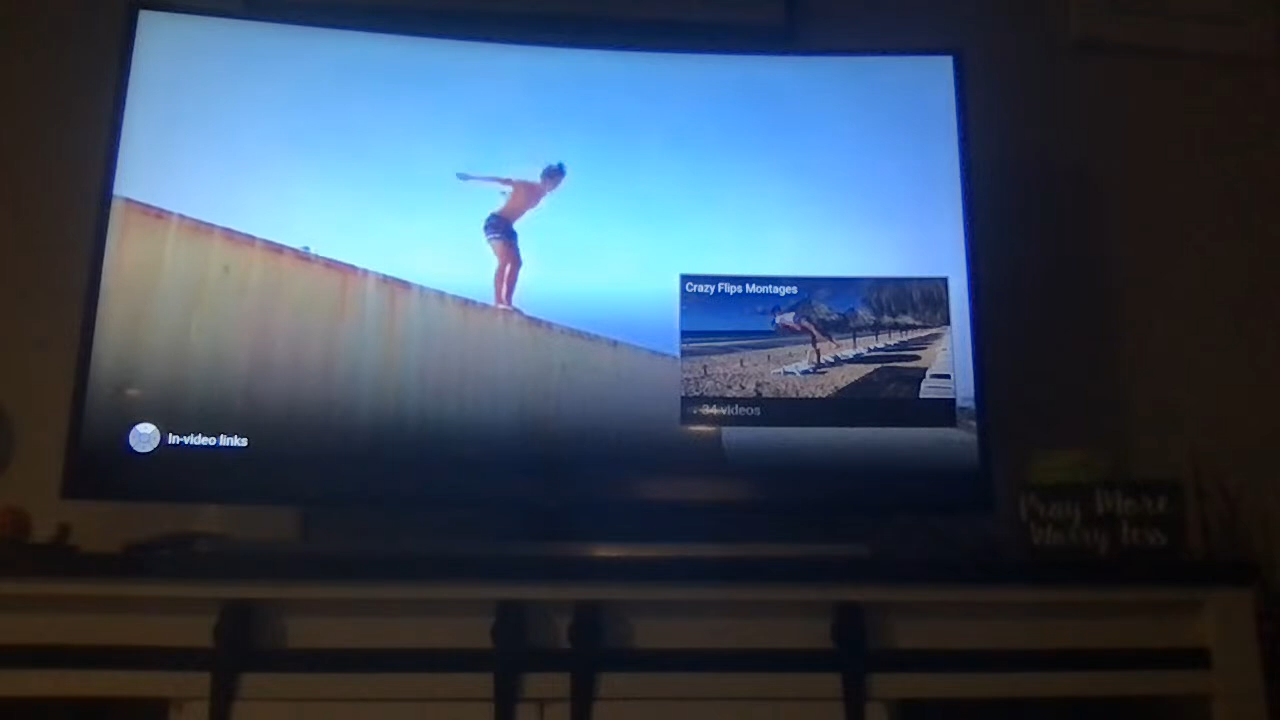 Crazy Flips Montages
34 videos
In-video links
Pray More
Worry Less